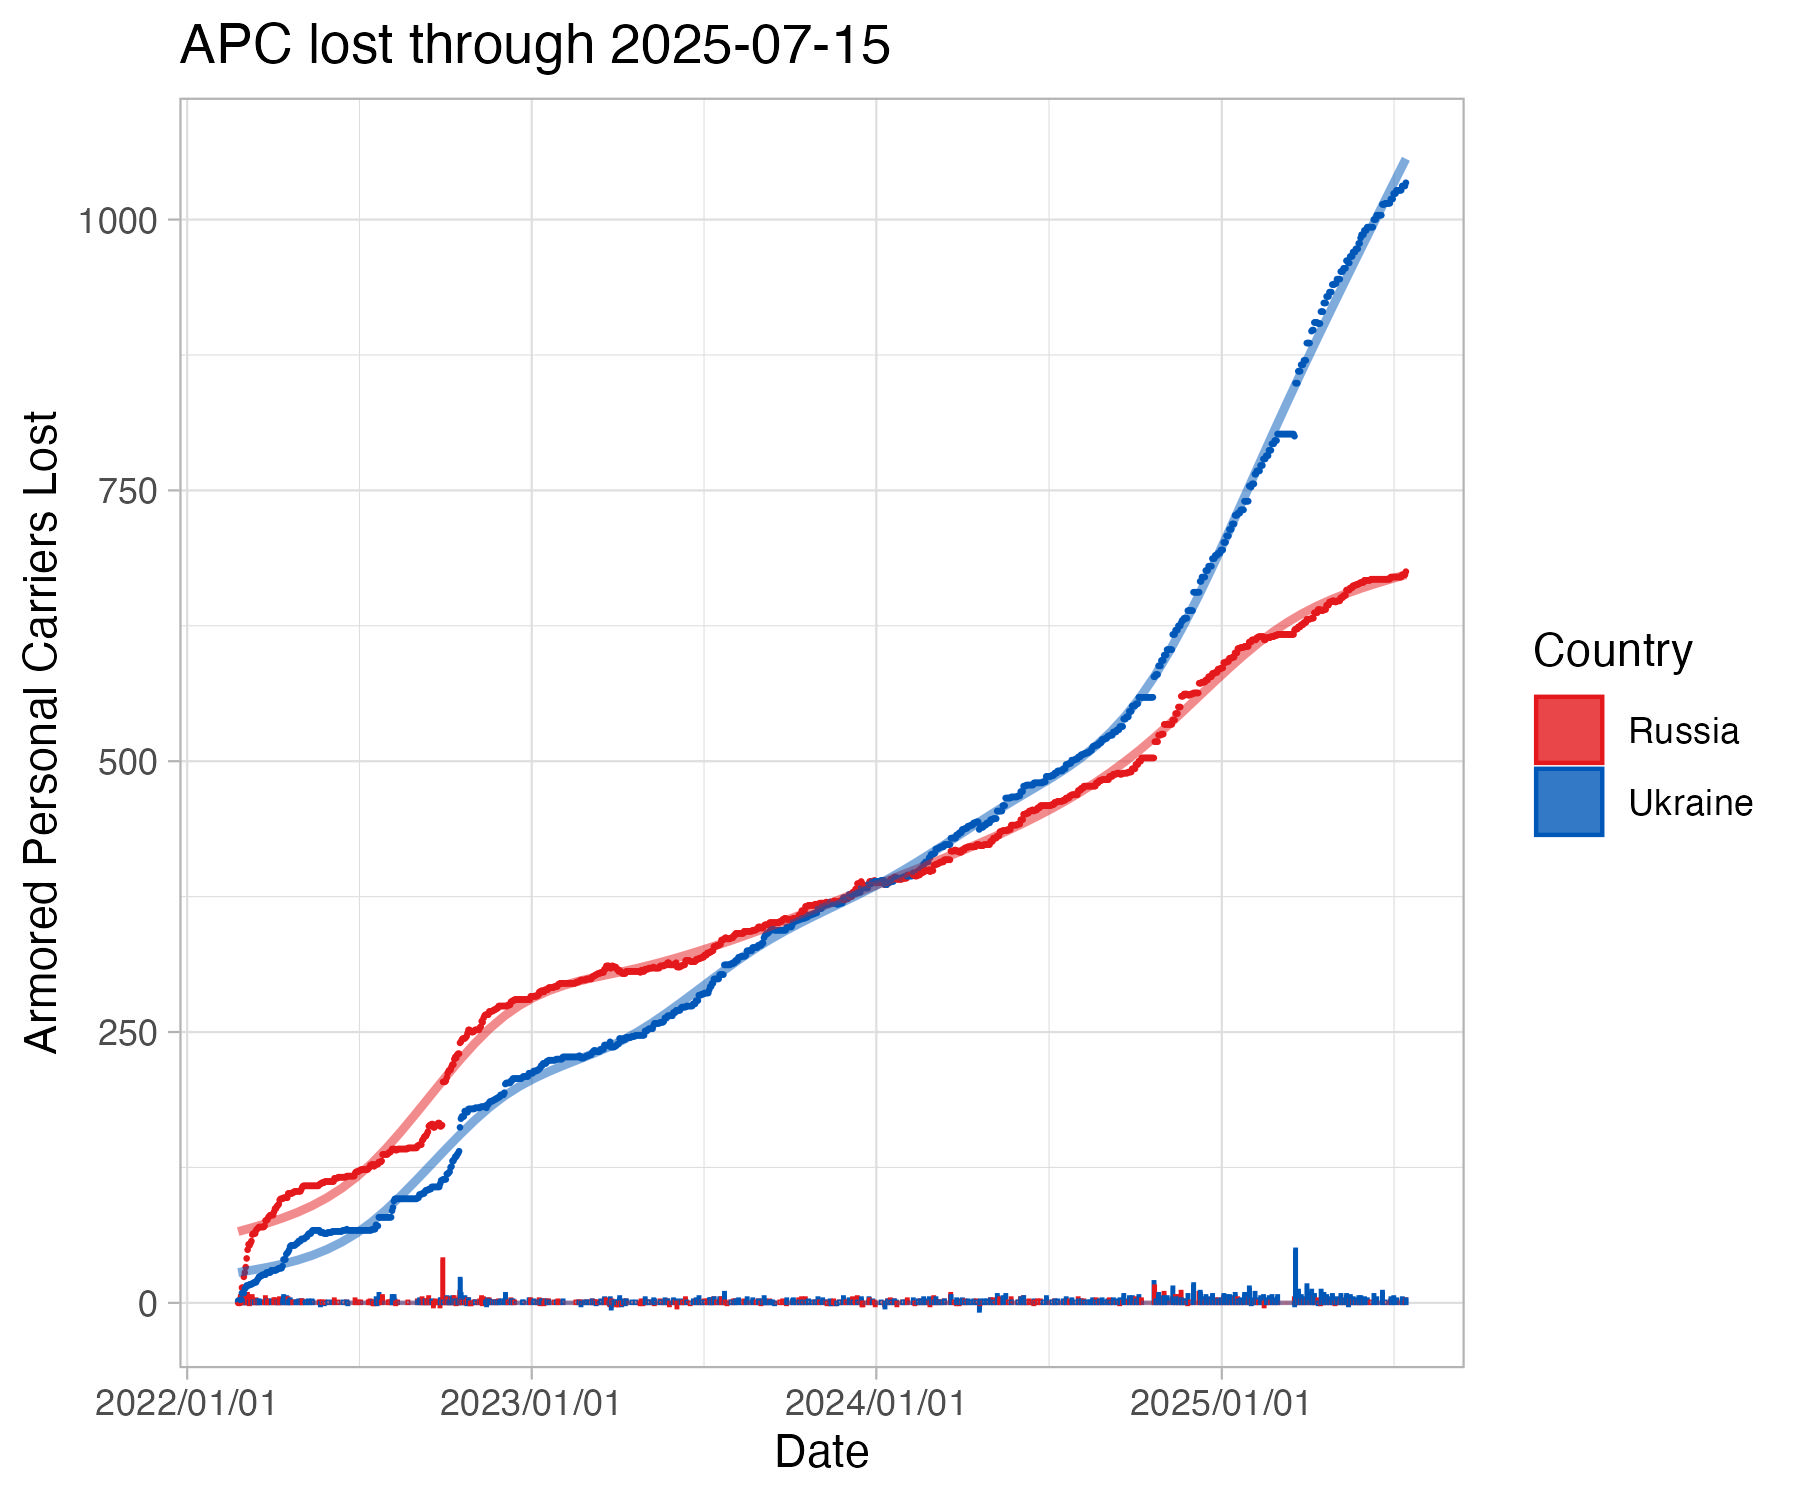 APC lost through 2025-07-15
Armored Personal Carriers Lost
1000
750
500
250
0
2022/01/01
2023/01/01
2024/01/01
2025/01/01
Date
Country
Russia
Ukraine